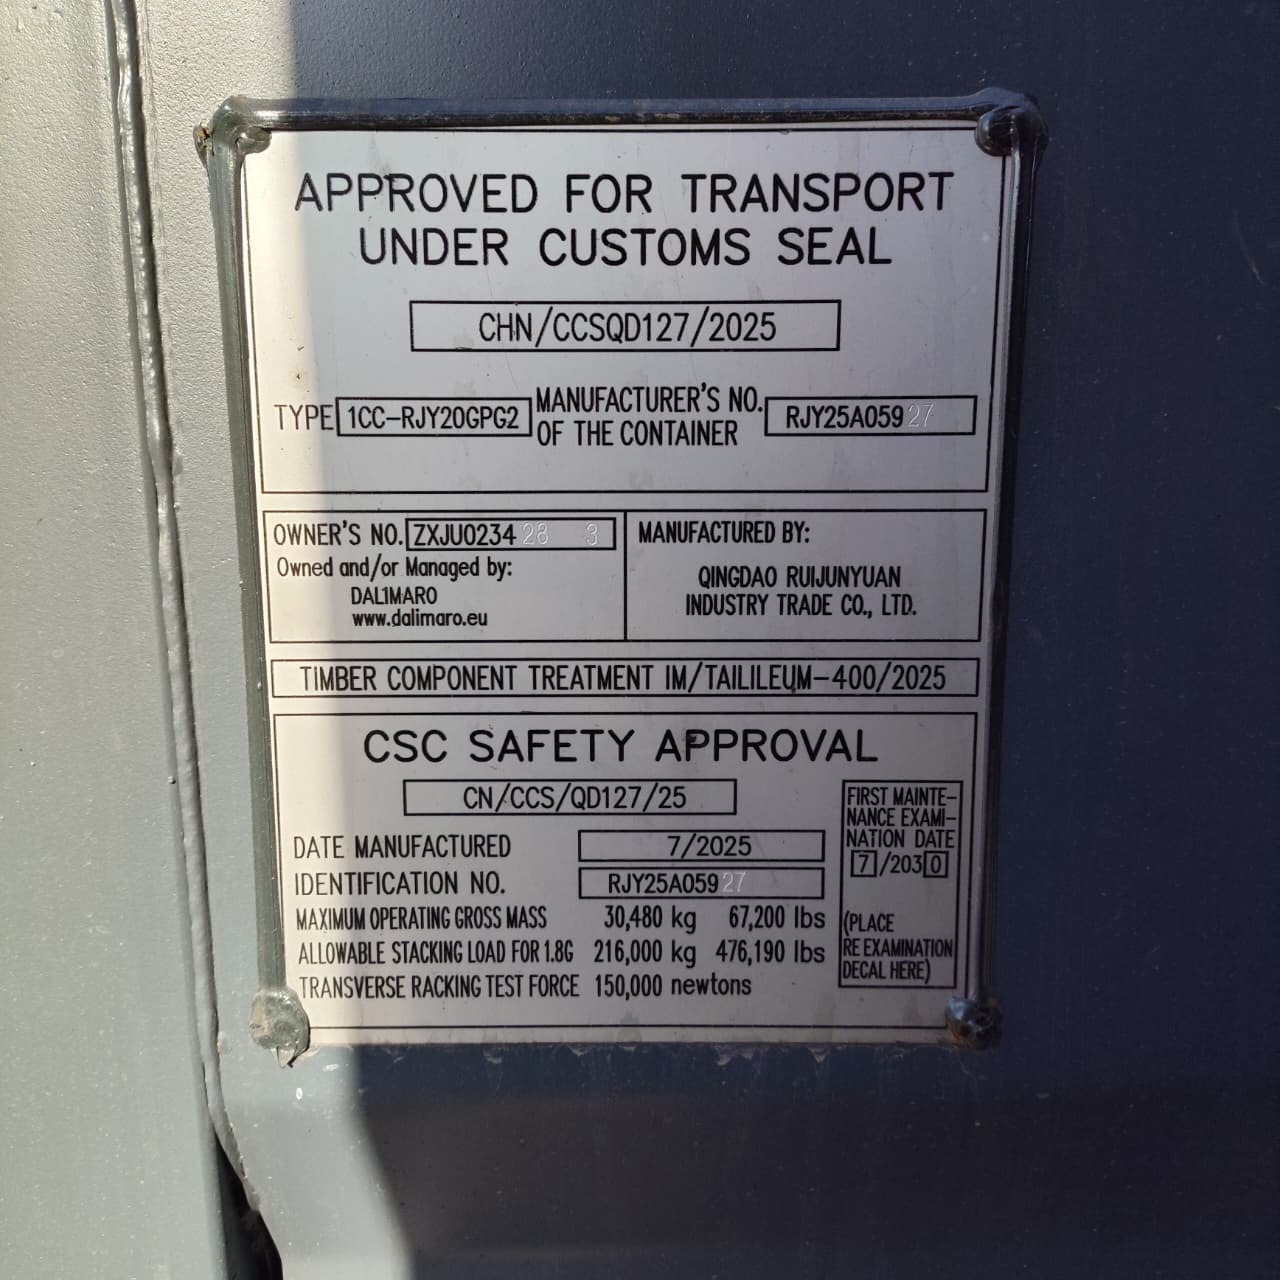 APPROVED FOR TRANSPORT
UNDER CUSTOMS SEAL
CHN/CCSQD127/2025
TYPE 1CC-RJY20GPG2 MANUFACTURER'S NO. OF THE CONTAINER RJY25A05927
OWNER'S NO. ZXJU023428 3
Owned and/or Managed by:
DAL1MARO
www.dalimaro.eu
MANUFACTURED BY:
QINGDAO RUIJUNYUAN
INDUSTRY TRADE CO., LTD.
TIMBER COMPONENT TREATMENT IM/TAILILEUM-400/2025
CSC SAFETY APPROVAL
CN/CCS/QD127/25
DATE MANUFACTURED 7/2025
IDENTIFICATION NO. RJY25A05927
MAXIMUM OPERATING GROSS MASS 30,480 kg 67,200 lbs
ALLOWABLE STACKING LOAD FOR 1.8G 216,000 kg 476,190 lbs
TRANSVERSE RACKING TEST FORCE 150,000 newtons
FIRST MAINTE-
NANCE EXAMI-
NATION DATE
7/2030
(PLACE
RE EXAMINATION
DECAL HERE)